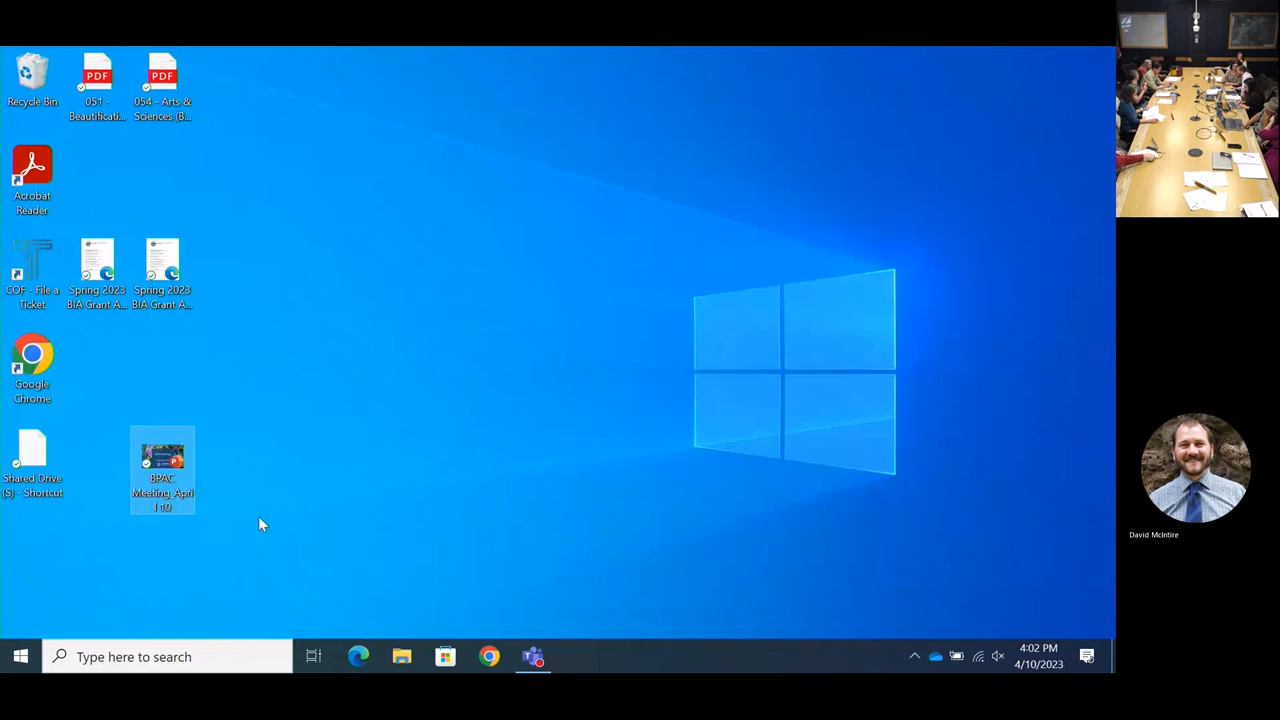 Recycle Bin
PDF
051 -
Beautificati...
PDF
054 - Arts &
Sciences (B...
Acrobat
Reader
COF - File a
Ticket
Spring 2023
BIA Grant A...
Spring 2023
BIA Grant A...
Google
Chrome
Shared Drive
(S) - Shortcut
BPAC
Meeting_Apri
l 10
David McIntire
Type here to search
4:02 PM
4/10/2023